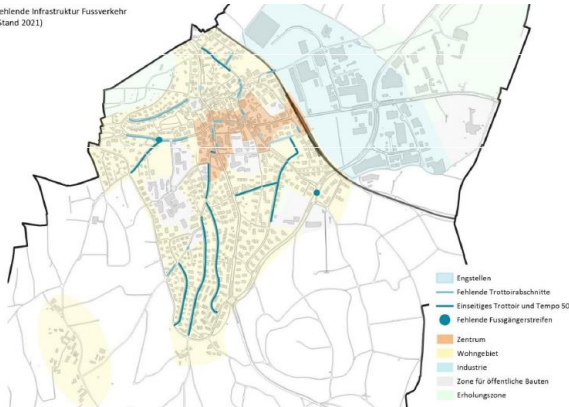 ehlende Infrastruktur Fussverkehr
Stand 2021)
Engstellen
Fehlende Trottoirabschnitte
Einseitiges Trottoir und Tempo 50
Fehlende Fussgängerstreifen
Zentrum
Wohngebiet
Industrie
Zone für öffentliche Bauten
Erholungszone